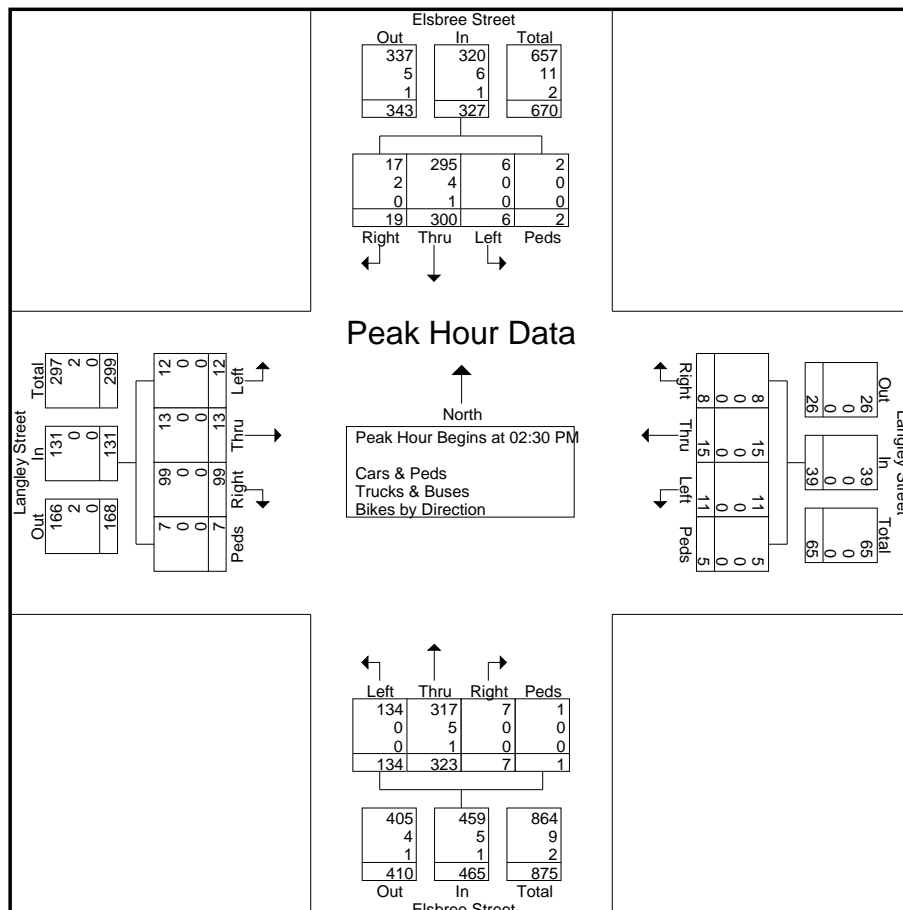 Elsbree Street
Out In Total
337 320 657
5 6 11
1 1 2
343 327 670
17 295 6 2
2 4 0 0
0 1 0 0
19 300 6 2
Right Thru Left Peds
Peak Hour Data
North
Peak Hour Begins at 02:30 PM
Cars & Peds
Trucks & Buses
Bikes by Direction
Langley Street
Out In Total
166 131 297
2 0 2
0 0 0
168 131 299
7 99 13 12
0 0 0 0
0 0 0 0
7 99 13 12
Peds Right Thru Left
Langley Street
Out In Total
26 39 65
0 0 0
0 0 0
26 39 65
8 15 11 5
0 0 0 0
0 0 0 0
8 15 11 5
Right Thru Left Peds
Left Thru Right Peds
134 317 7 1
0 5 0 0
0 1 0 0
134 323 7 1
405 459 864
4 5 9
1 1 2
410 465 875
Out In Total
Elsbree Street